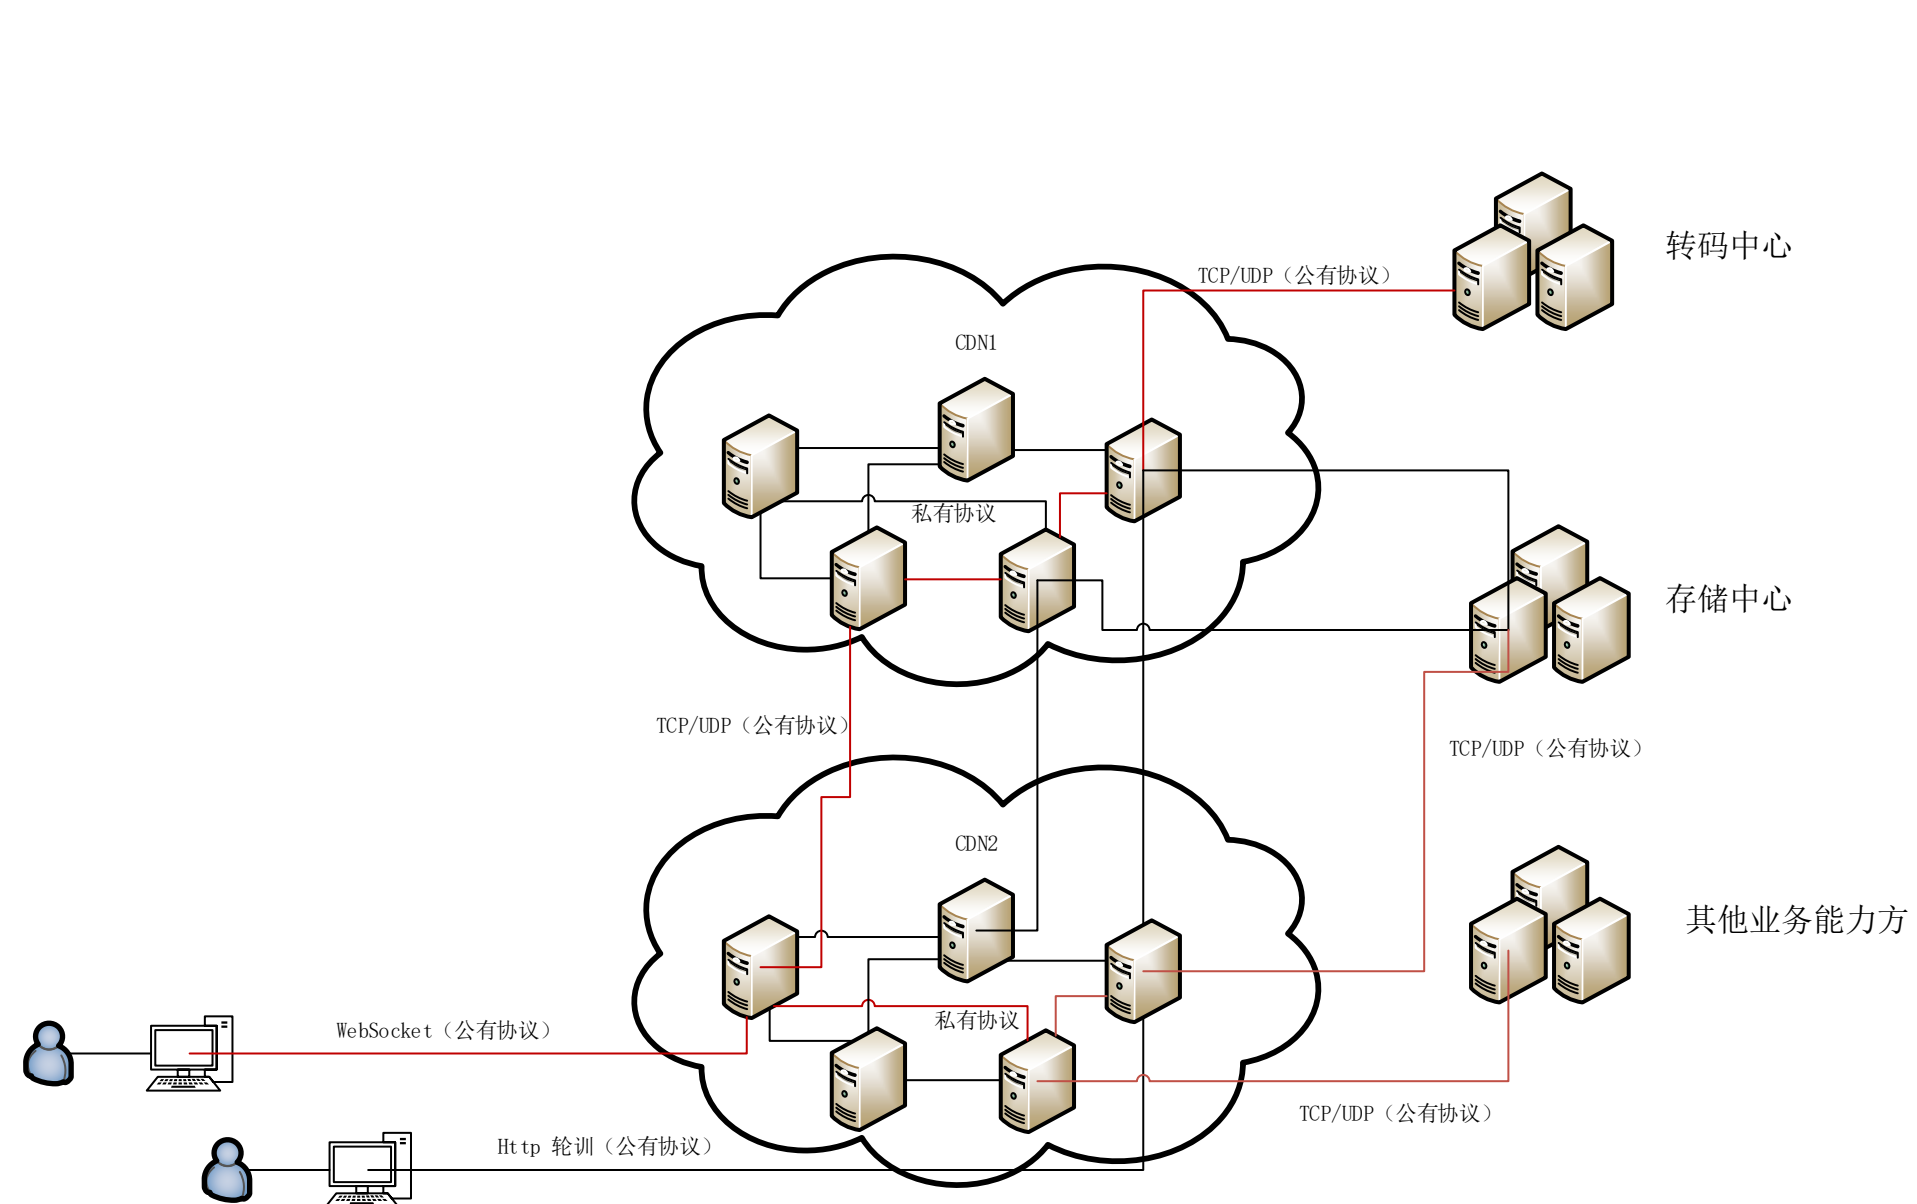 转码中心
TCP/UDP（公有协议）
CDN1
私有协议
存储中心
TCP/UDP（公有协议）
TCP/UDP（公有协议）
CDN2
其他业务能力方
私有协议
WebSocket（公有协议）
TCP/UDP（公有协议）
Http 轮训（公有协议）